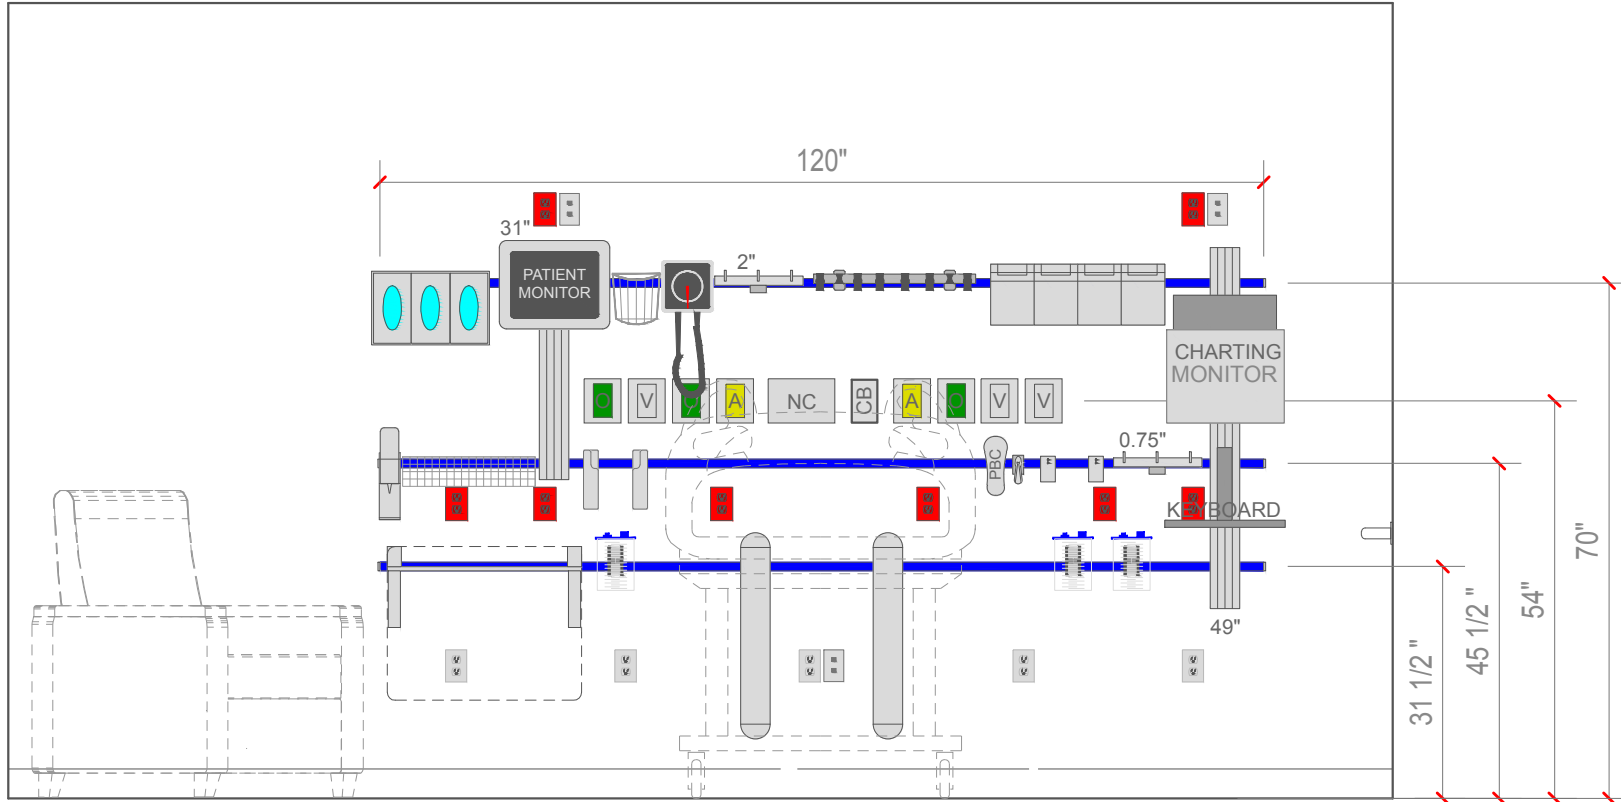 120"
31"
PATIENT
MONITOR
2"
CHARTING
MONITOR
O
V
O
A
NC
CB
A
O
V
V
PBC
0.75"
KEYBOARD
49"
31 1/2 "
45 1/2 "
54"
70"